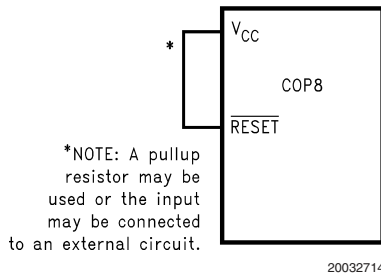 V_CC
*
COP8
RESET
*NOTE: A pullup
resistor may be
used or the input
may be connected
to an external circuit.
20032714